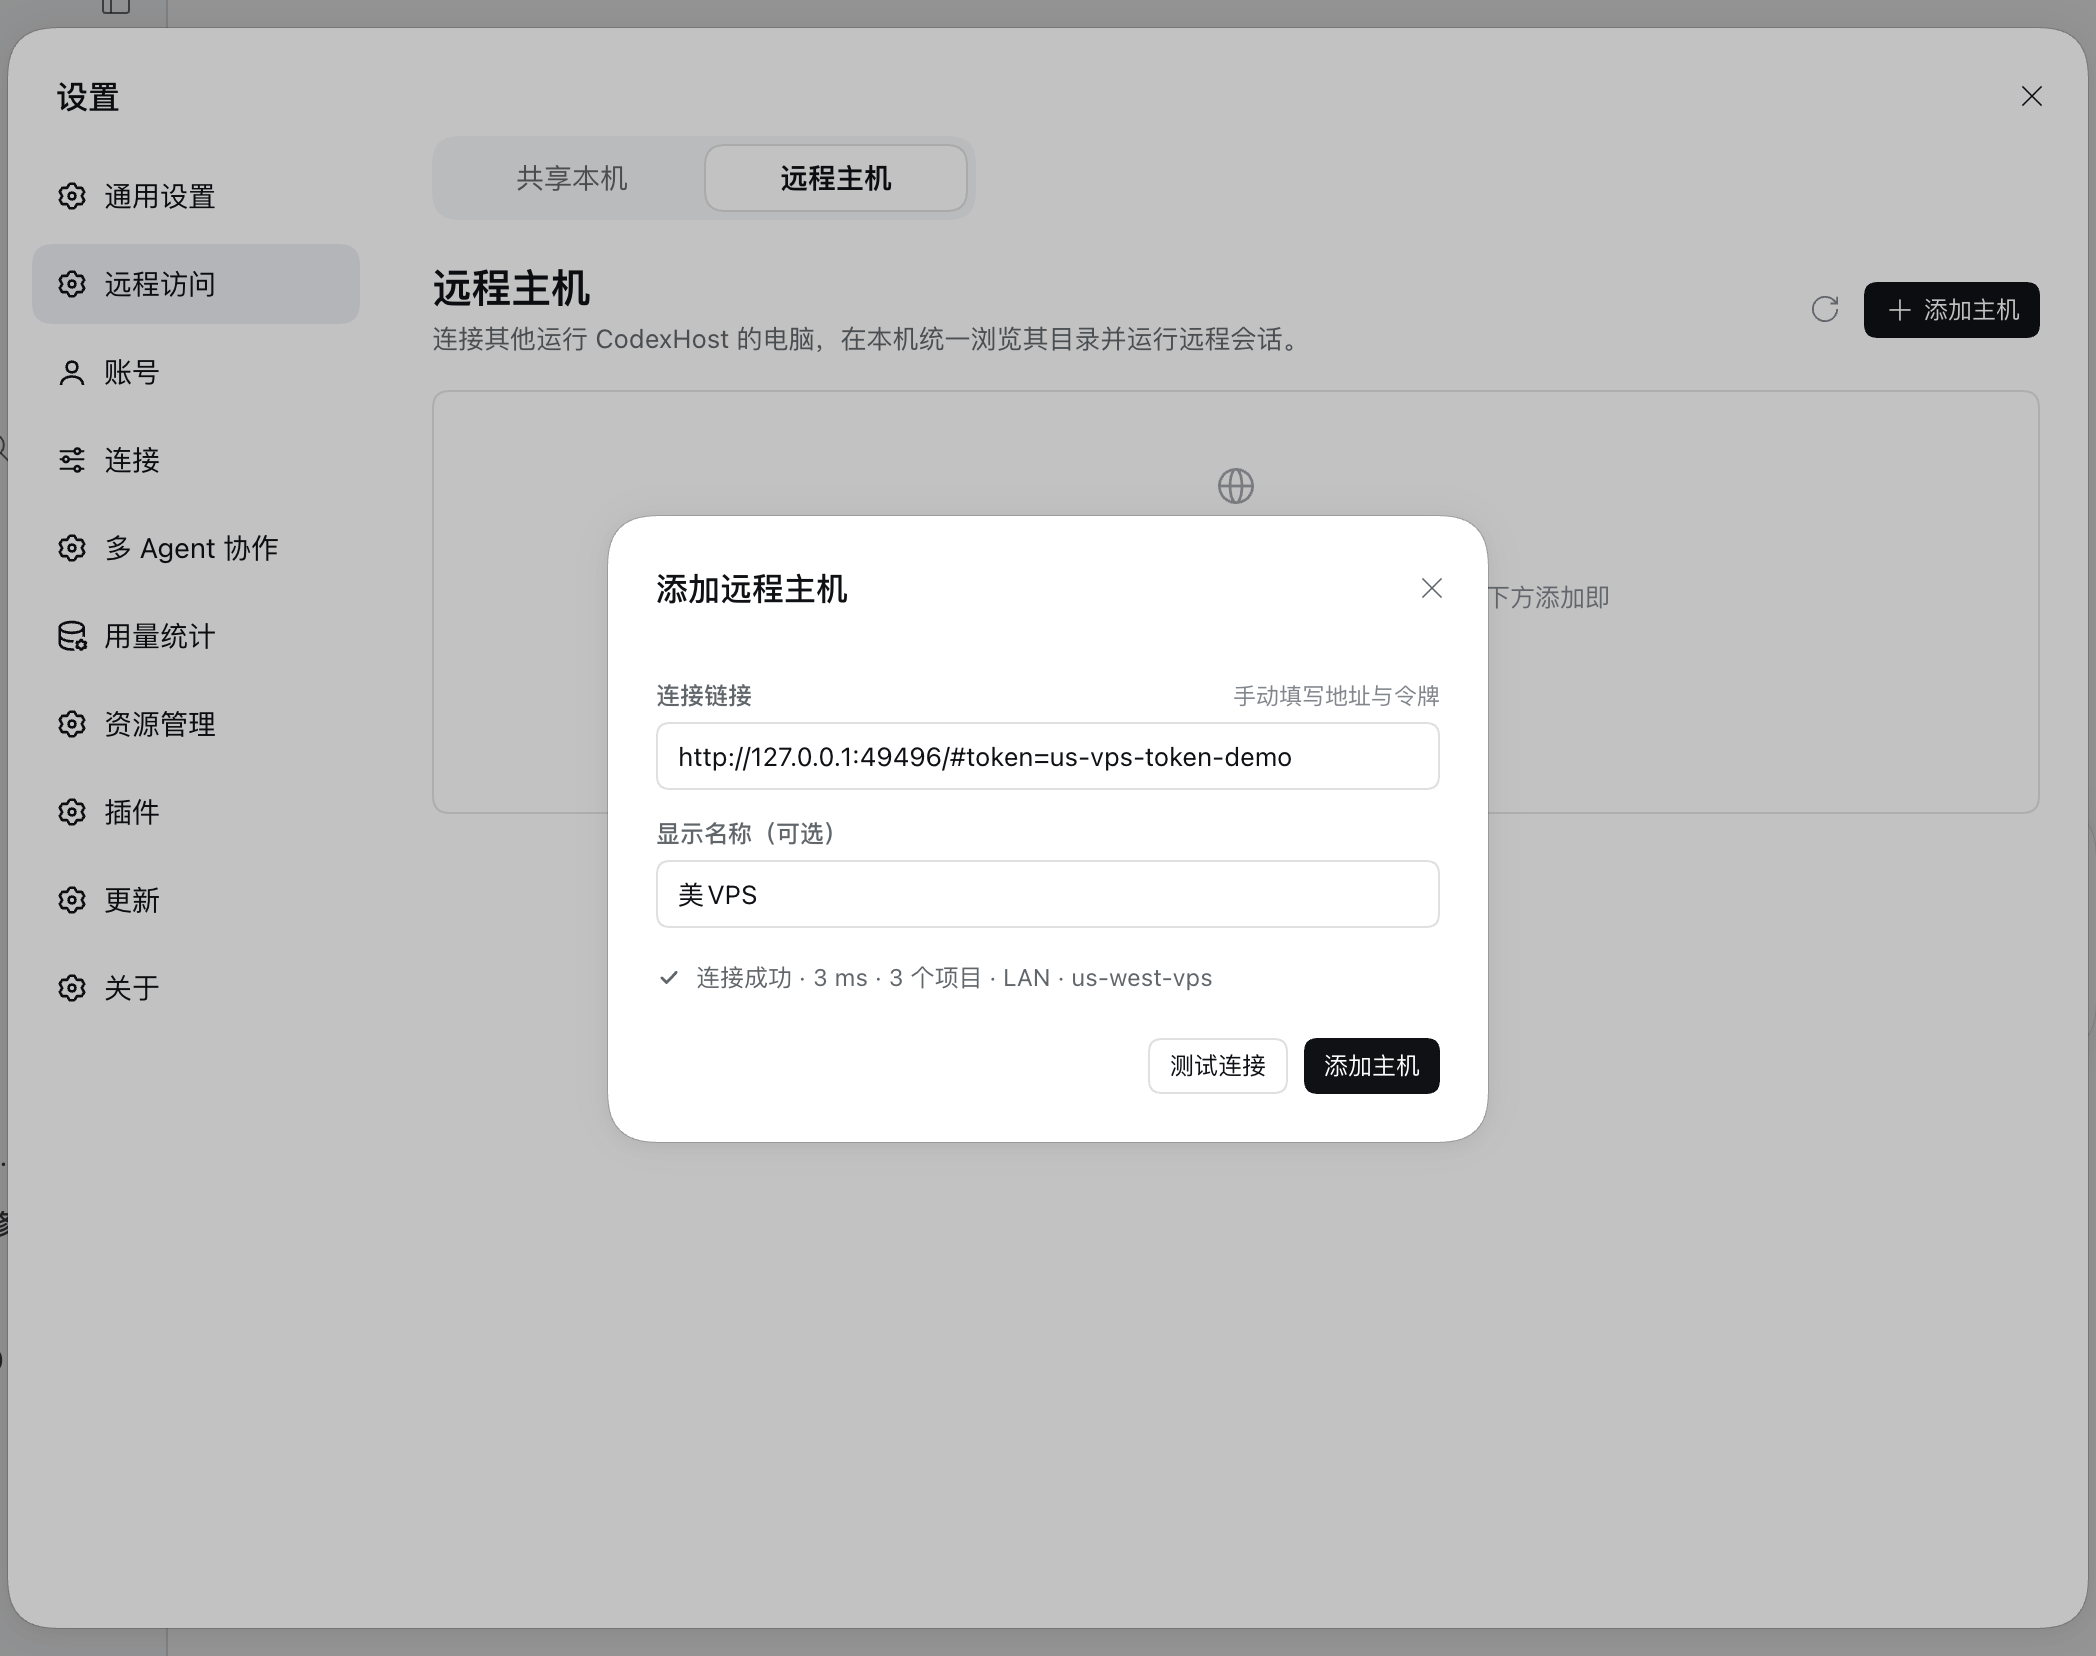 设置
通用设置
远程访问
账号
连接
多 Agent 协作
用量统计
资源管理
插件
更新
关于
共享本机
远程主机
远程主机
连接其他运行 CodexHost 的电脑，在本机统一浏览其目录并运行远程会话。
添加主机
下方添加即
添加远程主机
连接链接
手动填写地址与令牌
http://127.0.0.1:49496/#token=us-vps-token-demo
显示名称（可选）
美VPS
连接成功 · 3 ms · 3 个项目 · LAN · us-west-vps
测试连接
添加主机